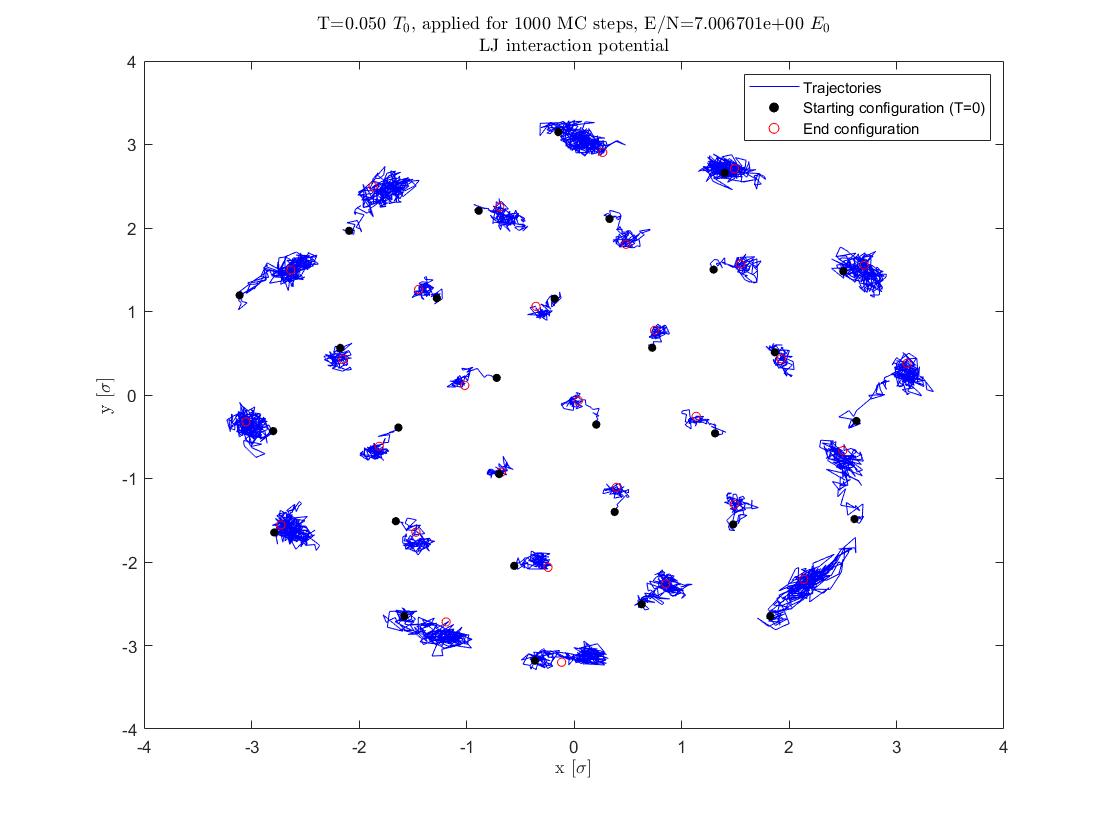 T=0.050 T₀, applied for 1000 MC steps, E/N=7.006701e+00 E₀
LJ interaction potential
Trajectories
Starting configuration (T=0)
End configuration
4
3
2
1
0
-1
-2
-3
-4
y [σ]
-4
-3
-2
-1
0
1
2
3
4
x [σ]